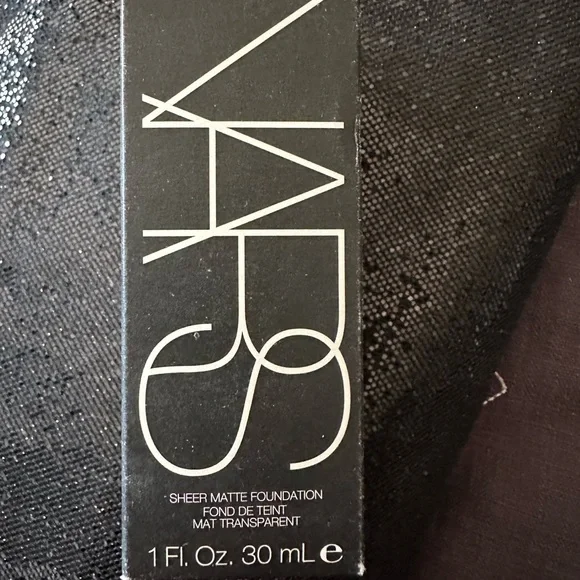 NARS
SHEER MATTE FOUNDATION
FOND DE TEINT
MAT TRANSPARENT
1 Fl. Oz. 30 mL e